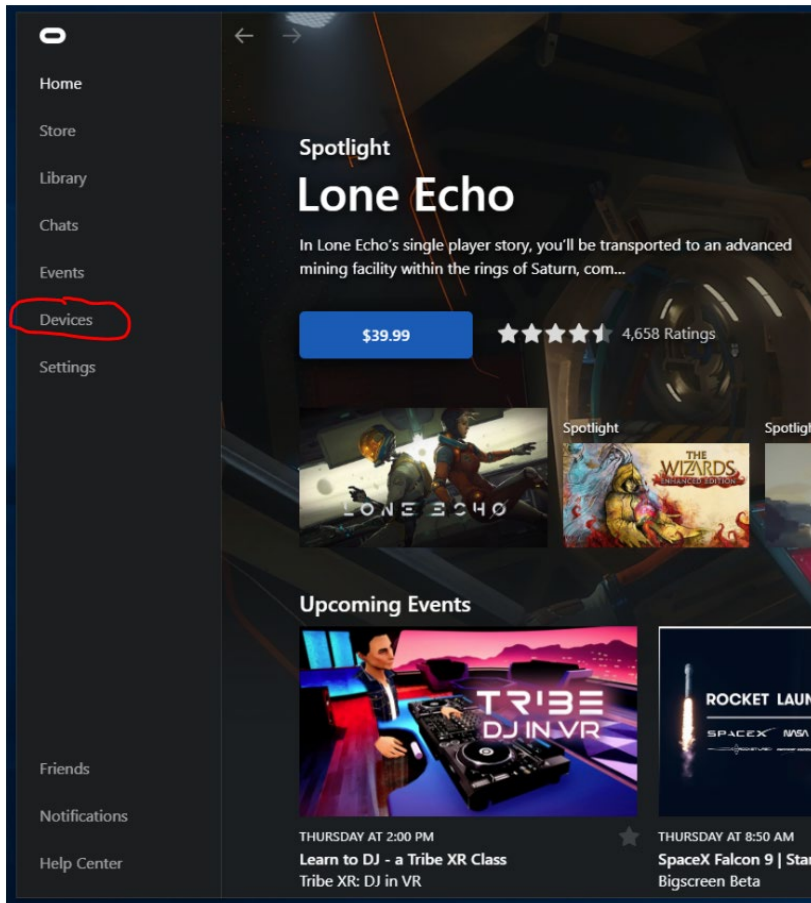 Home
Store
Library
Chats
Events
Devices
Settings
Friends
Notifications
Help Center
Spotlight
Lone Echo
In Lone Echo's single player story, you'll be transported to an advanced
mining facility within the rings of Saturn, com...
$39.99
4,658 Ratings
LONE ECHO
Spotlight
THE
WIZARDS
ENHANCED EDITION
Spotligh
Upcoming Events
TRIBE
DJ IN VR
THURSDAY AT 2:00 PM
Learn to DJ - a Tribe XR Class
Tribe XR: DJ in VR
ROCKET LAUN
SPACEX NASA
THURSDAY AT 8:50 AM
SpaceX Falcon 9 | Star
Bigscreen Beta